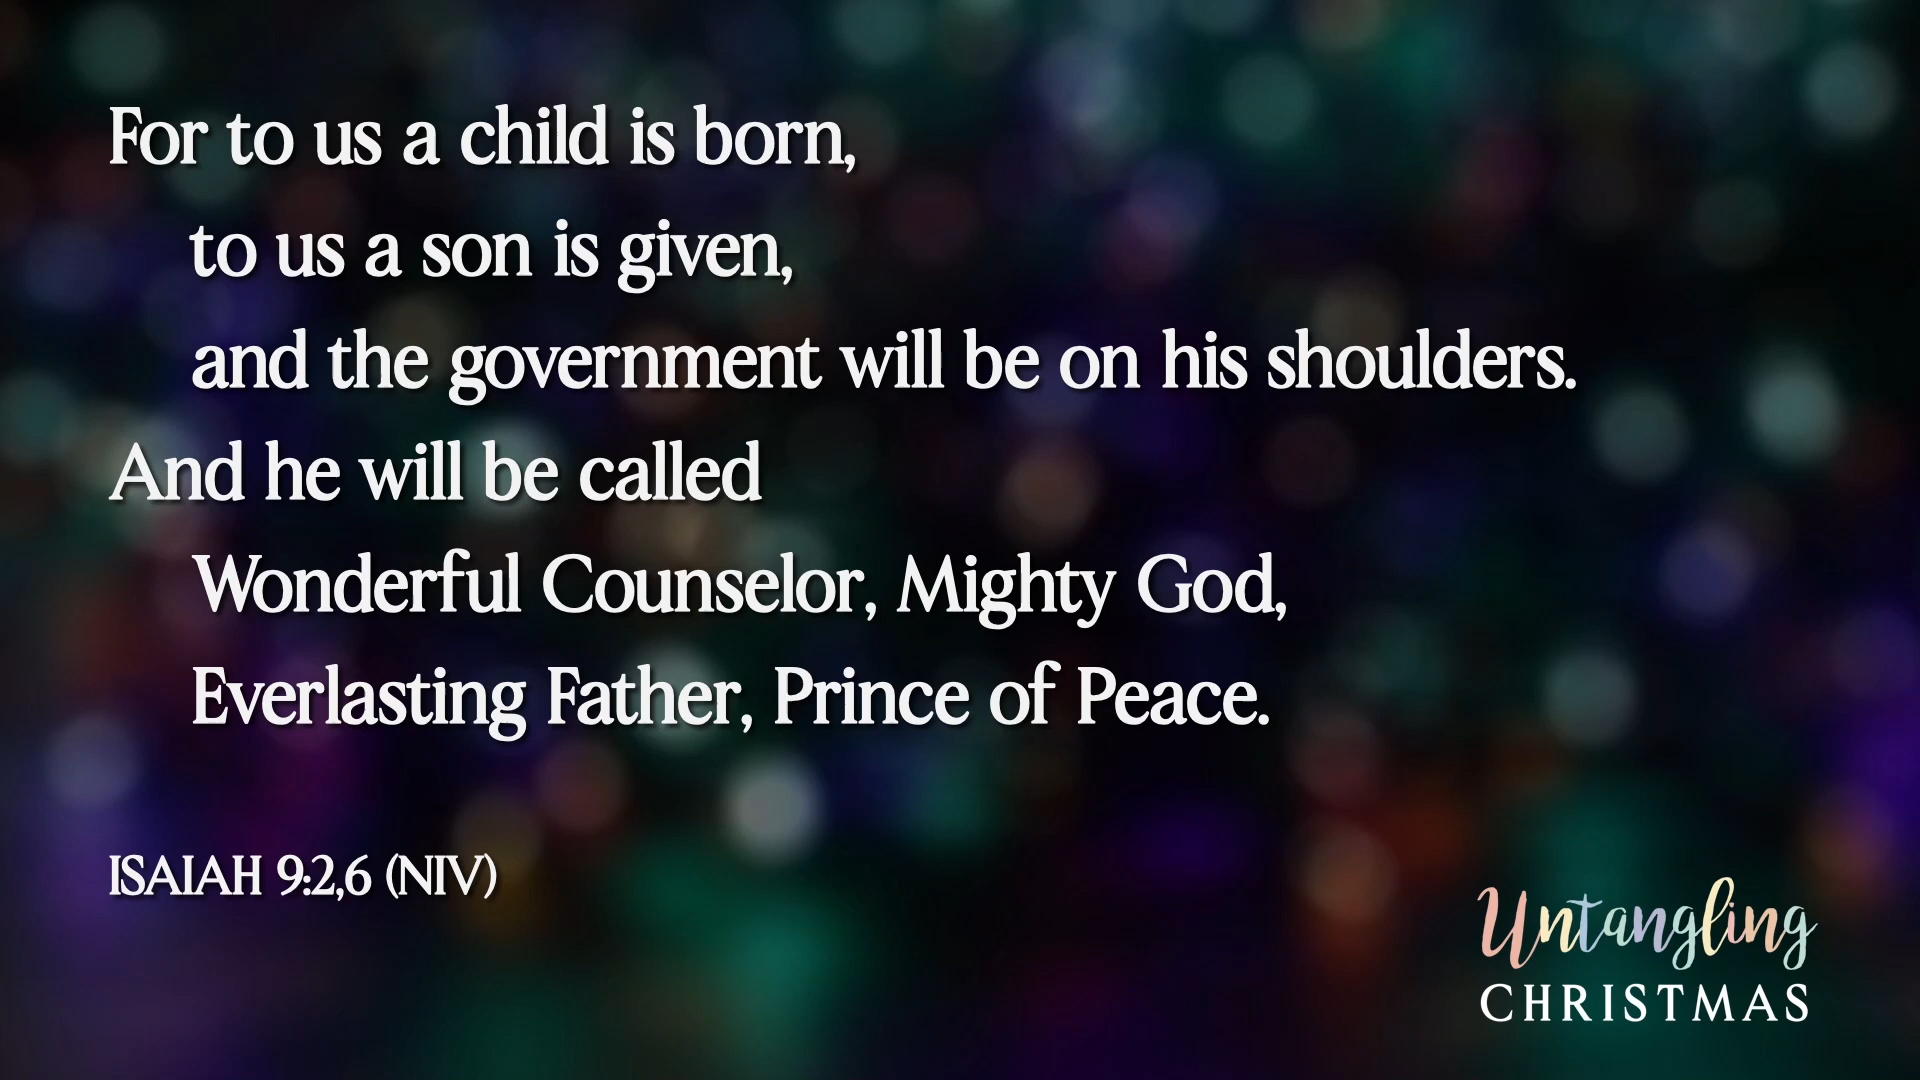 For to us a child is born,
to us a son is given,
and the government will be on his shoulders.
And he will be called
Wonderful Counselor, Mighty God,
Everlasting Father, Prince of Peace.
ISAIAH 9:2,6 (NIV)
Untangling
CHRISTMAS